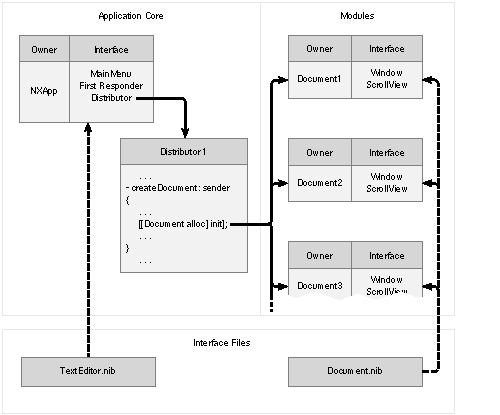 Application Core
Modules
Owner
Interface
NXApp
MainMenu
First Responder
Distributor
Distributor1
...
- createDocument: sender
{
...
[[Document alloc] init];
...
}
...
Owner
Interface
Document1
Window
ScrollView
Owner
Interface
Document2
Window
ScrollView
Owner
Interface
Document3
Window
ScrollView
Interface Files
TextEditor.nib
Document.nib